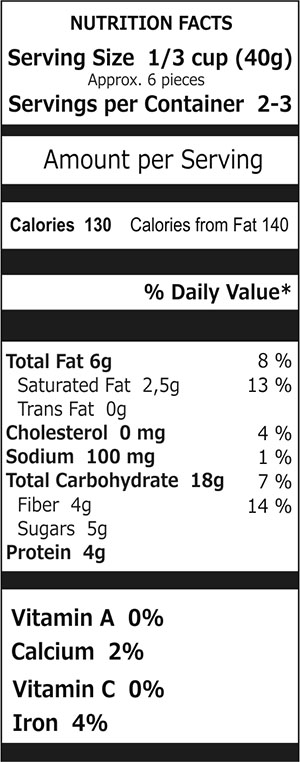 NUTRITION FACTS
Serving Size 1/3 cup (40g)
Approx. 6 pieces
Servings per Container 2-3
Amount per Serving
Calories 130 Calories from Fat 140
% Daily Value*
Total Fat 6g 8 %
Saturated Fat 2,5g 13 %
Trans Fat 0g
Cholesterol 0 mg 4 %
Sodium 100 mg 1 %
Total Carbohydrate 18g 7 %
Fiber 4g 14 %
Sugars 5g
Protein 4g
Vitamin A 0%
Calcium 2%
Vitamin C 0%
Iron 4%